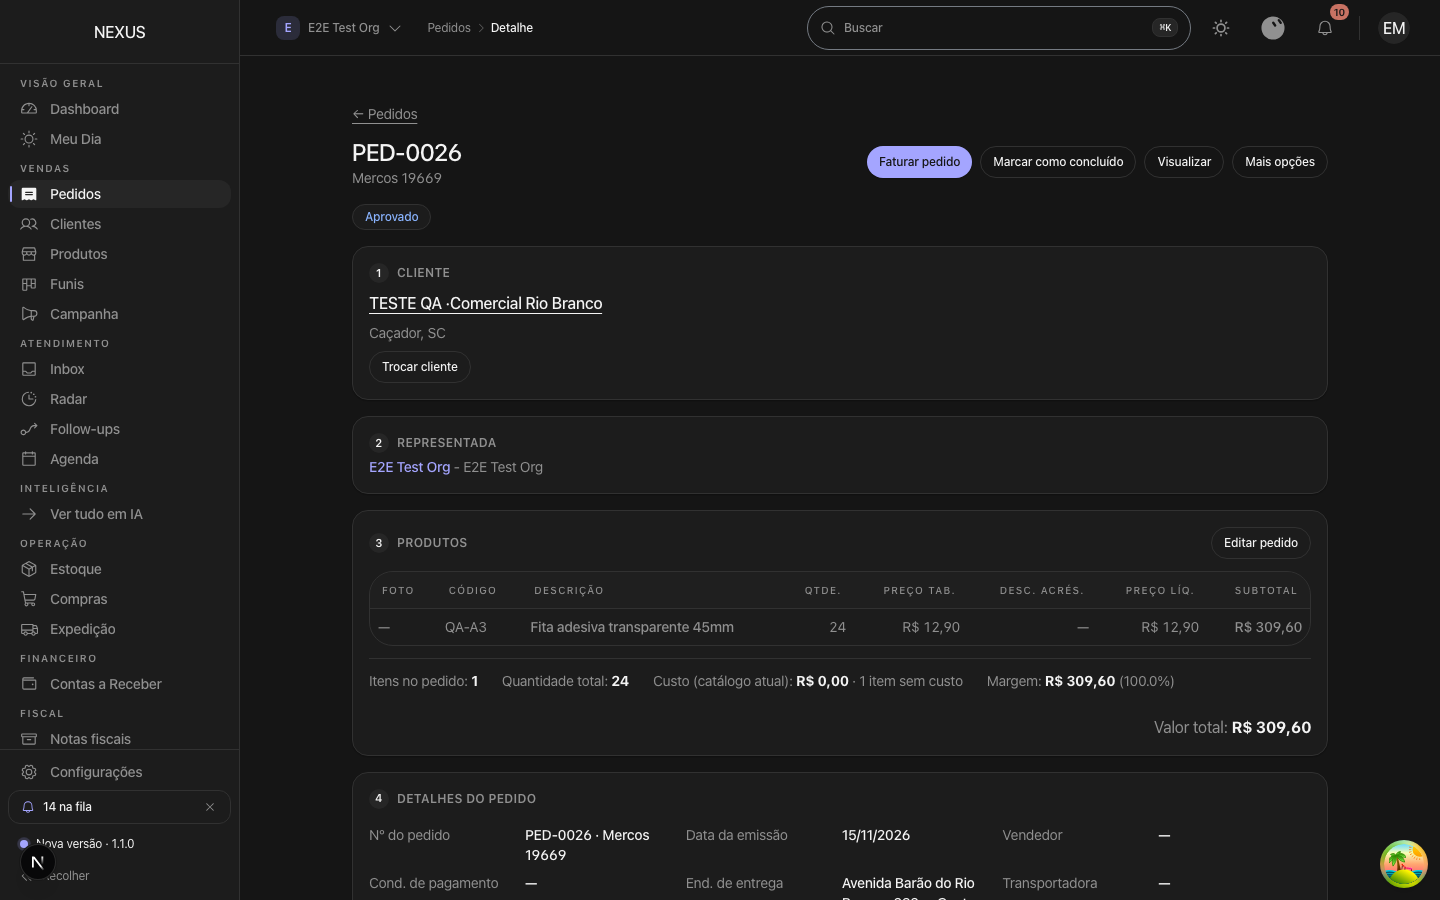 NEXUS
E
E2E Test Org
Pedidos
Detalhe
Buscar
⌘K
10
EM
VISÃO GERAL
Dashboard
Meu Dia
VENDAS
Pedidos
Clientes
Produtos
Funis
Campanha
ATENDIMENTO
Inbox
Radar
Follow-ups
Agenda
INTELIGÊNCIA
Ver tudo em IA
OPERAÇÃO
Estoque
Compras
Expedição
FINANCEIRO
Contas a Receber
FISCAL
Notas fiscais
Configurações
14 na fila
Nova versão · 1.1.0
N
← Pedidos
PED-0026
Mercos 19669
Faturar pedido
Marcar como concluído
Visualizar
Mais opções
Aprovado
1 CLIENTE
TESTE QA ·Comercial Rio Branco
Caçador, SC
Trocar cliente
2 REPRESENTADA
E2E Test Org - E2E Test Org
3 PRODUTOS
Editar pedido
FOTO CÓDIGO DESCRIÇÃO QTDE. PREÇO TAB. DESC. ACRÉS. PREÇO LÍQ. SUBTOTAL
— QA-A3 Fita adesiva transparente 45mm 24 R$ 12,90 — R$ 12,90 R$ 309,60
Itens no pedido: 1 Quantidade total: 24 Custo (catálogo atual): R$ 0,00 · 1 item sem custo Margem: R$ 309,60 (100.0%)
Valor total: R$ 309,60
4 DETALHES DO PEDIDO
Nº do pedido PED-0026 · Mercos 19669 Data da emissão 15/11/2026 Vendedor —
Cond. de pagamento — End. de entrega Avenida Barão do Rio Transportadora —